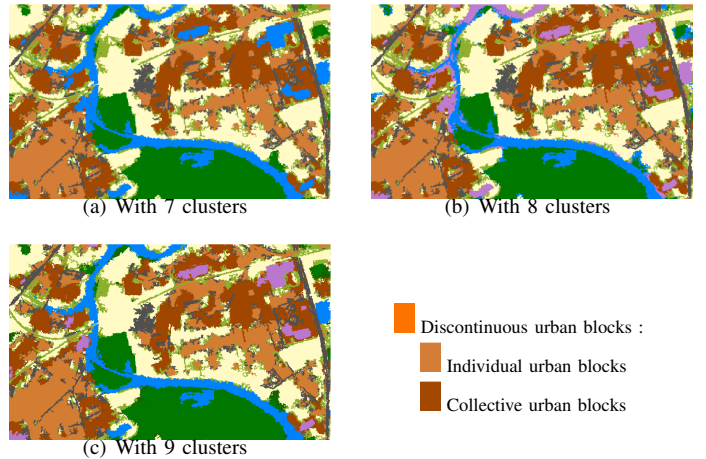 (a) With 7 clusters
(b) With 8 clusters
Discontinuous urban blocks :
Individual urban blocks
Collective urban blocks
(c) With 9 clusters